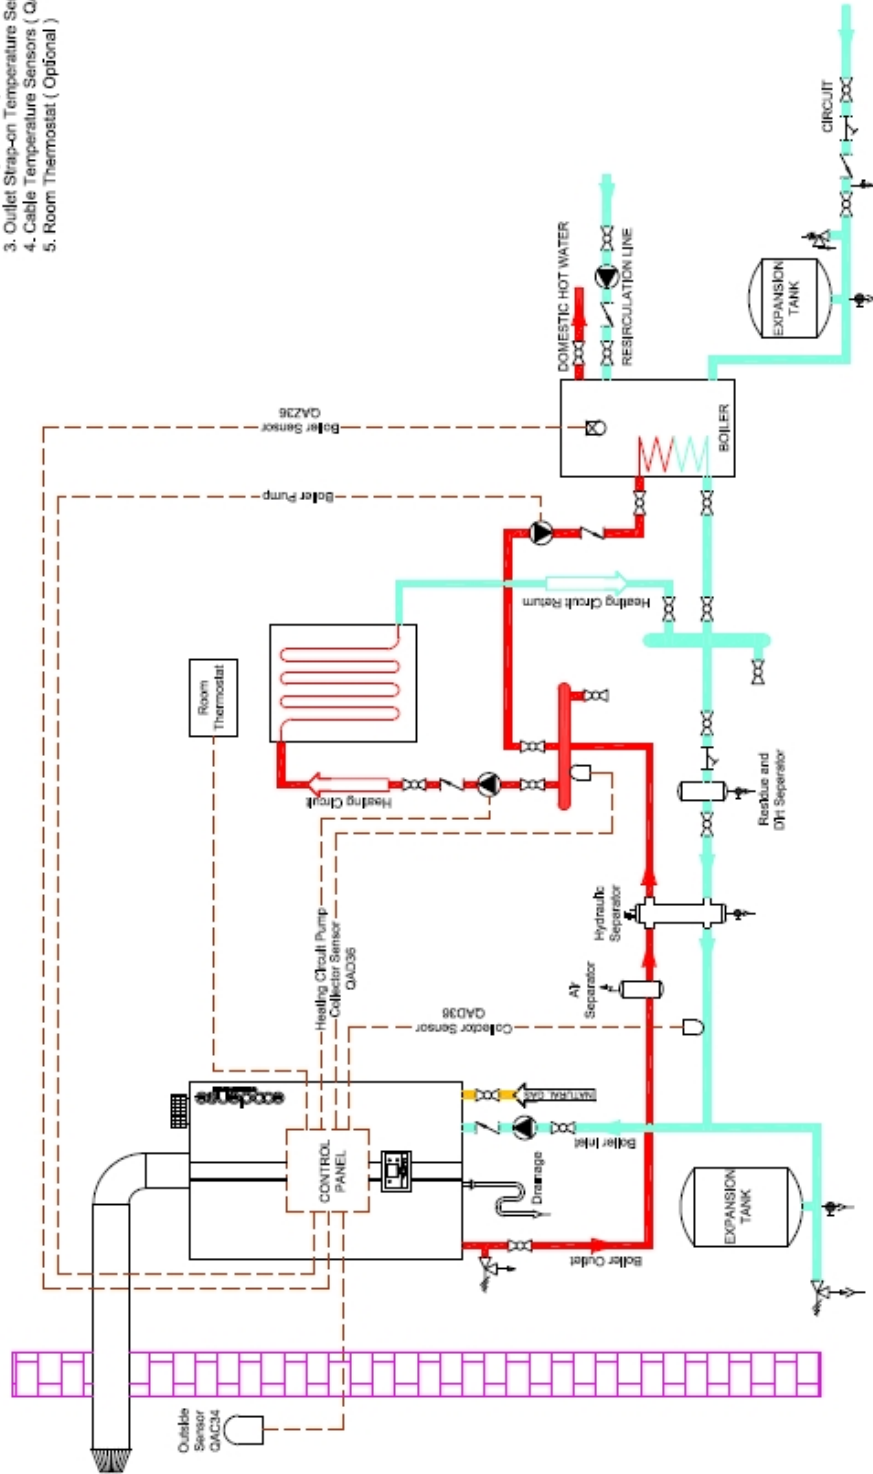 3. Outlet Strap-on Temperature Se
4. Cable Temperature Sensors ( Q
5. Room Thermostat ( Optional )
CIRCUIT
DOMESTIC HOT WATER
RESIRCULATION LINE
EXPANSION
TANK
BOILER
Boiler Sensor
QAZ36
Boiler Pump
Heating Circuit Return
Room
Thermostat
Heating Circuit
Residue and
Dirt Separator
Hydraulic
Separator
Air
Separator
Heating Circuit Pump
Collector Sensor
QAD36
Collector Sensor
QAD36
NATURAL GAS
Boiler Inlet
CONTROL
PANEL
Drainage
Boiler Outlet
EXPANSION
TANK
Outside
Sensor
QAC34